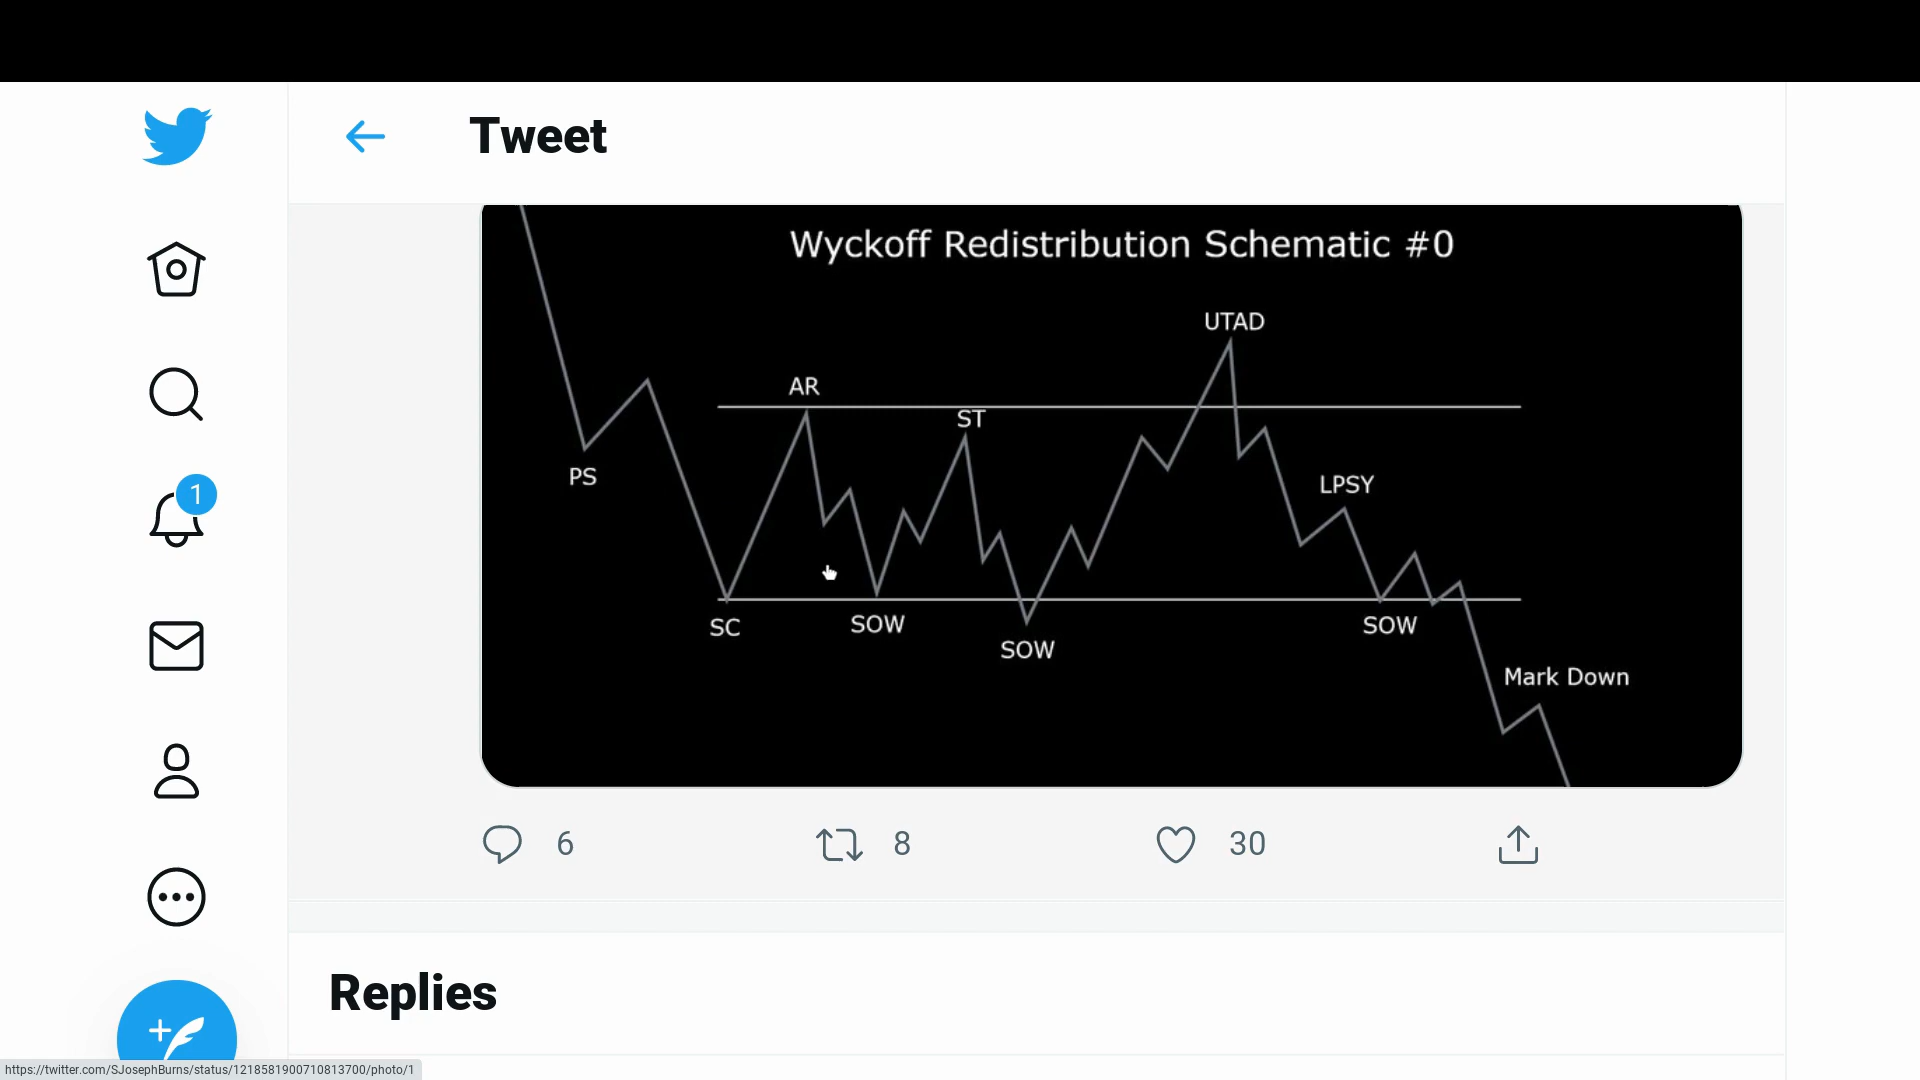 Tweet
Wyckoff Redistribution Schematic #0
UTAD
AR
ST
PS
LPSY
1
SC
SOW
SOW
SOW
Mark Down
6
8
30
Replies
https://twitter.com/SJosephBurns/status/1218581900710813700/photo/1